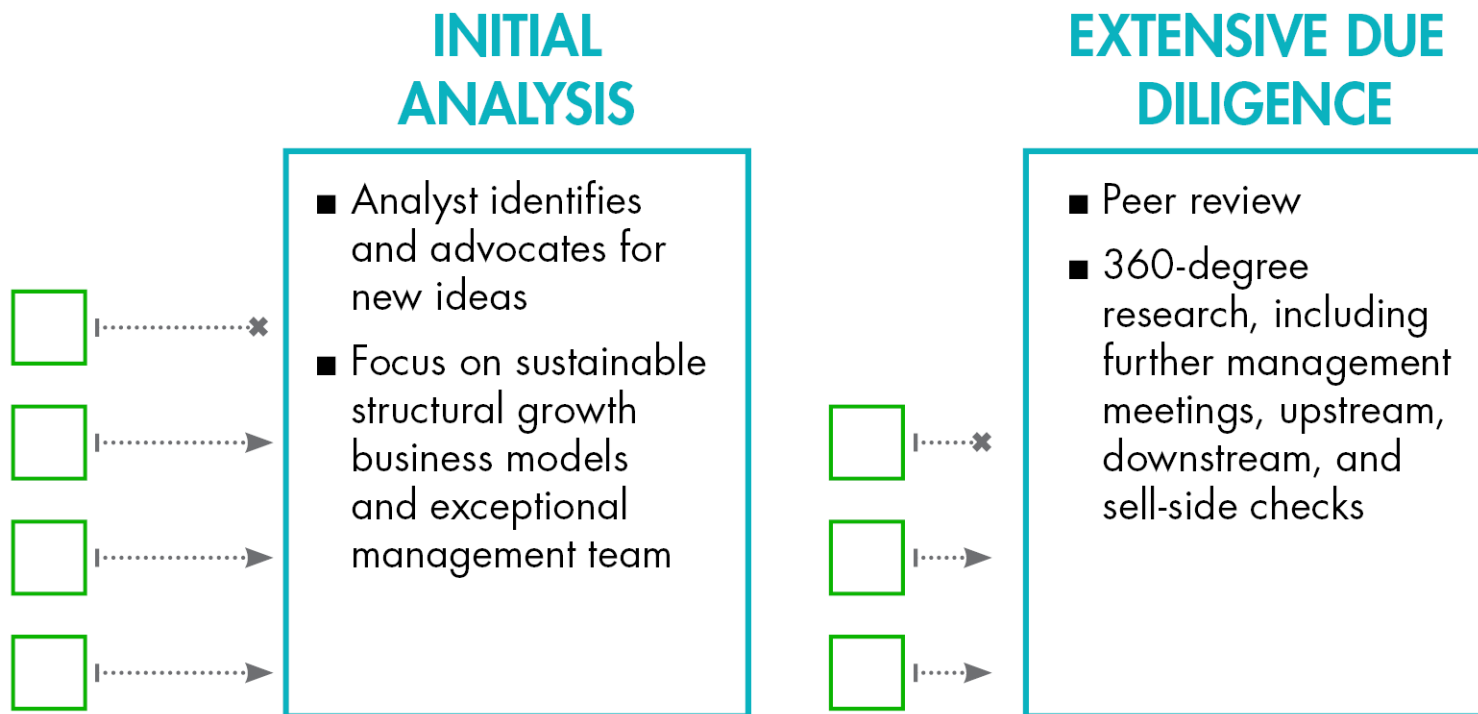 INITIAL
ANALYSIS
■ Analyst identifies
and advocates for
new ideas
■ Focus on sustainable
structural growth
business models
and exceptional
management team
EXTENSIVE DUE
DILIGENCE
■ Peer review
■ 360-degree
research, including
further management
meetings, upstream,
downstream, and
sell-side checks